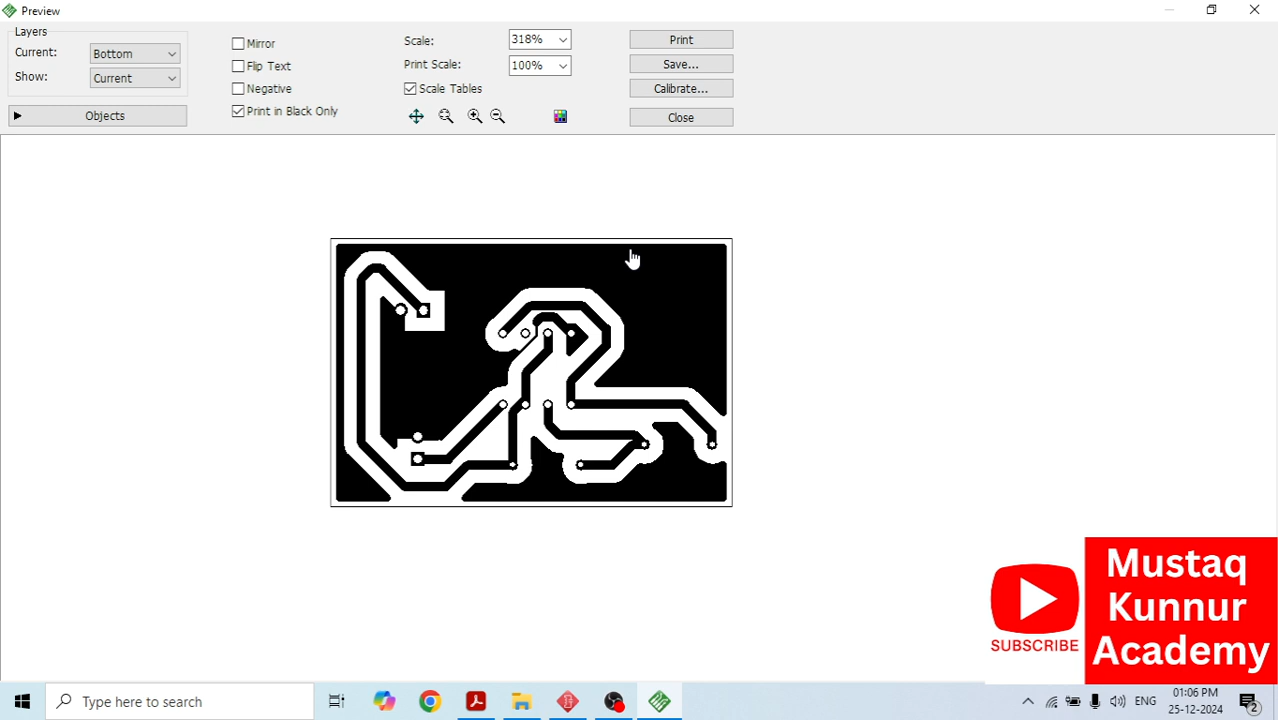 Preview
Layers
Current: Bottom
Show: Current
Objects
Mirror
Flip Text
Negative
Print in Black Only
Scale: 318%
Print Scale: 100%
Scale Tables
Print
Save...
Calibrate...
Close
SUBSCRIBE
Mustaq
Kunnur
Academy
Type here to search
ENG
01:06 PM
25-12-2024
2